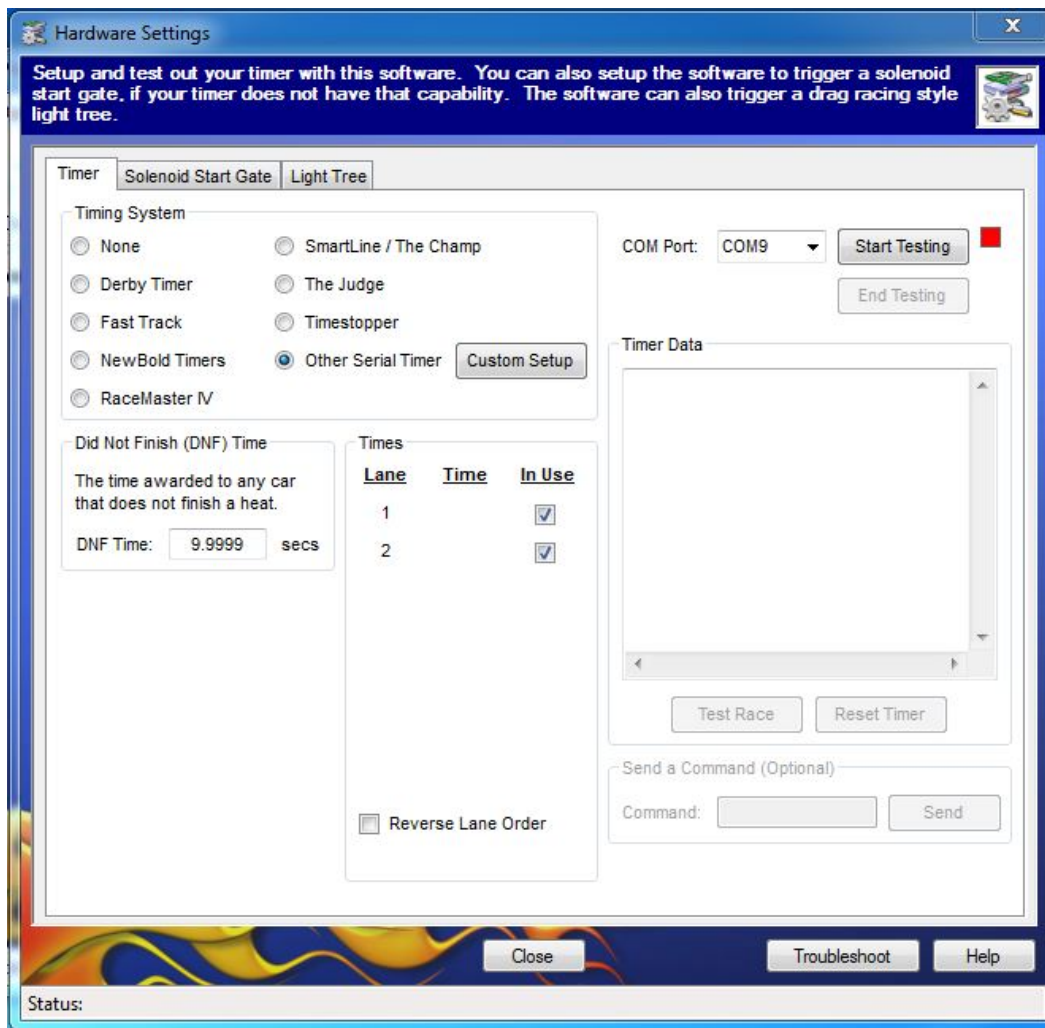 Hardware Settings
X
Setup and test out your timer with this software. You can also setup the software to trigger a solenoid
start gate, if your timer does not have that capability. The software can also trigger a drag racing style
light tree.
Timer
Solenoid Start Gate
Light Tree
Timing System
None
SmartLine / The Champ
Derby Timer
The Judge
Fast Track
Timestopper
NewBold Timers
Other Serial Timer
Custom Setup
RaceMaster IV
COM Port:
COM9
Start Testing
End Testing
Did Not Finish (DNF) Time
The time awarded to any car
that does not finish a heat.
DNF Time: 9.9999 secs
Times
Lane Time In Use
1
2
Reverse Lane Order
Timer Data
Test Race
Reset Timer
Send a Command (Optional)
Command:
Send
Close
Troubleshoot
Help
Status: